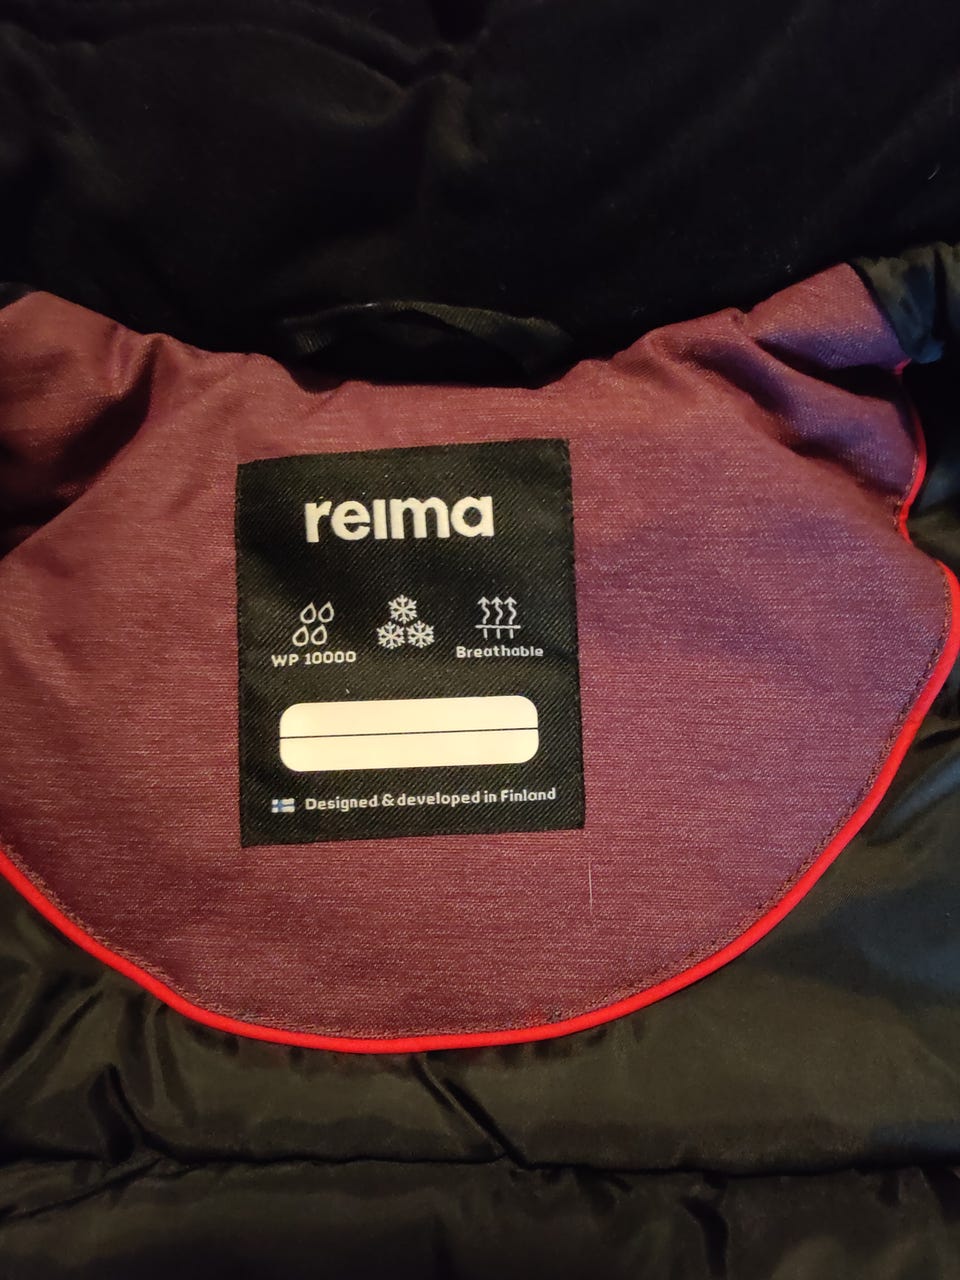 reima
WP 10000
Breathable
Designed & developed in Finland